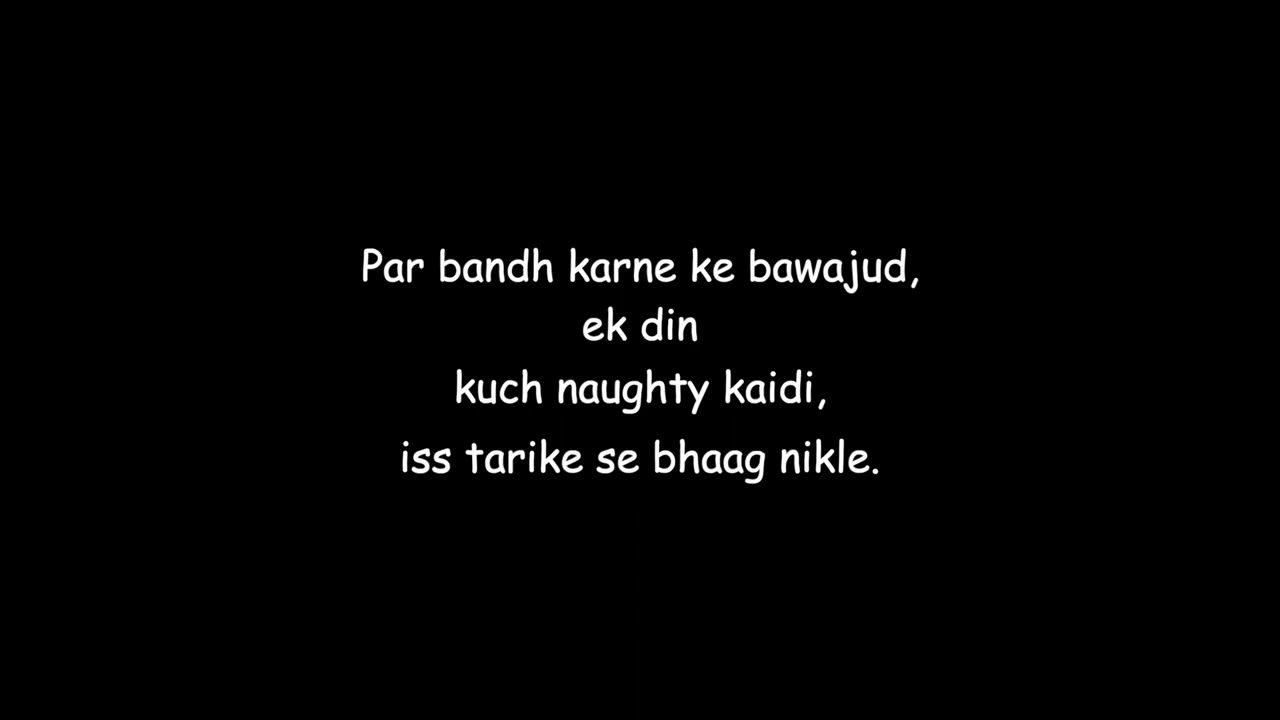 Par bandh karne ke bawajud,
ek din
kuch naughty kaidi,
iss tarike se bhaag nikle.